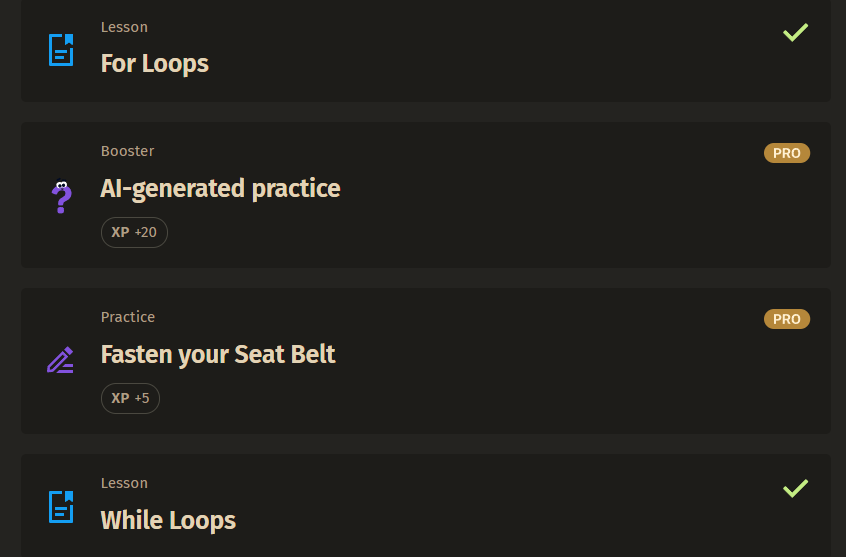 Lesson
For Loops
Booster
PRO
AI-generated practice
XP +20
Practice
PRO
Fasten your Seat Belt
XP +5
Lesson
While Loops